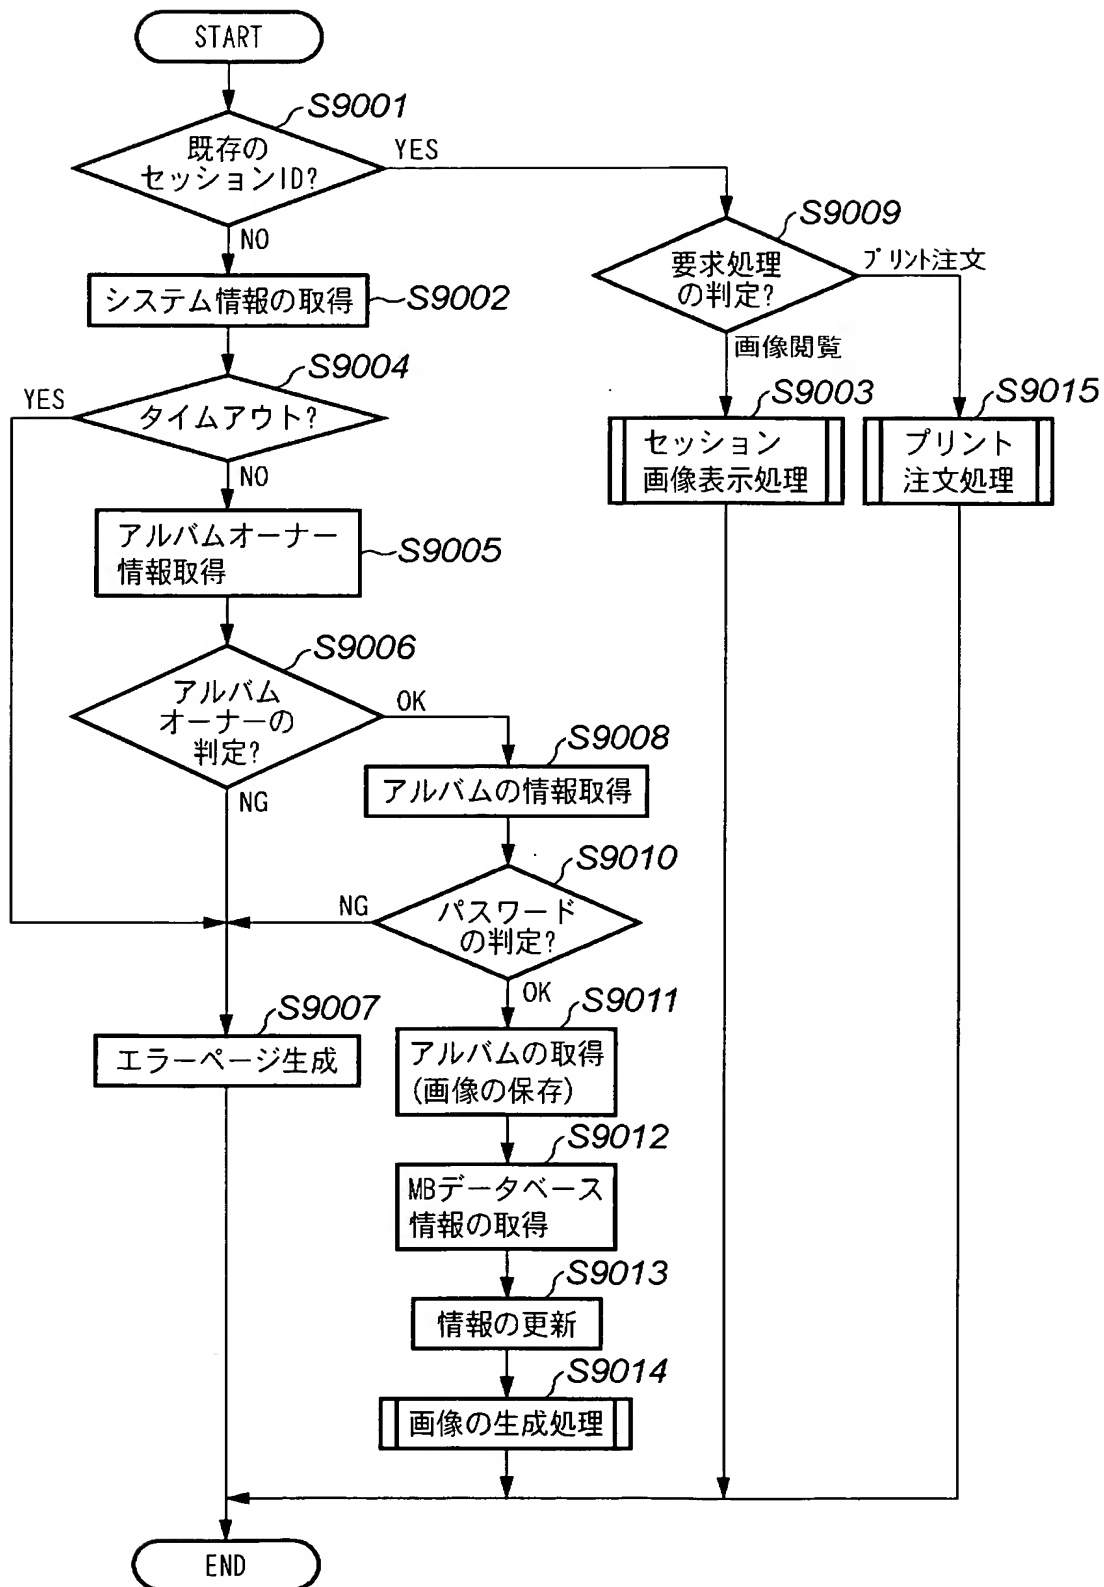 START
S9001
既存の
セッションID?
YES
NO
S9009
要求処理
の判定?
プリント注文
画像閲覧
システム情報の取得
S9002
S9004
YES
タイムアウト?
NO
S9003
セッション
画像表示処理
S9015
プリント
注文処理
アルバムオーナー
情報取得
S9005
S9006
アルバム
オーナーの
判定?
OK
NG
S9008
アルバムの情報取得
S9010
NG
パスワード
の判定?
OK
S9007
エラーページ生成
S9011
アルバムの取得
(画像の保存)
S9012
MBデータベース
情報の取得
S9013
情報の更新
S9014
画像の生成処理
END